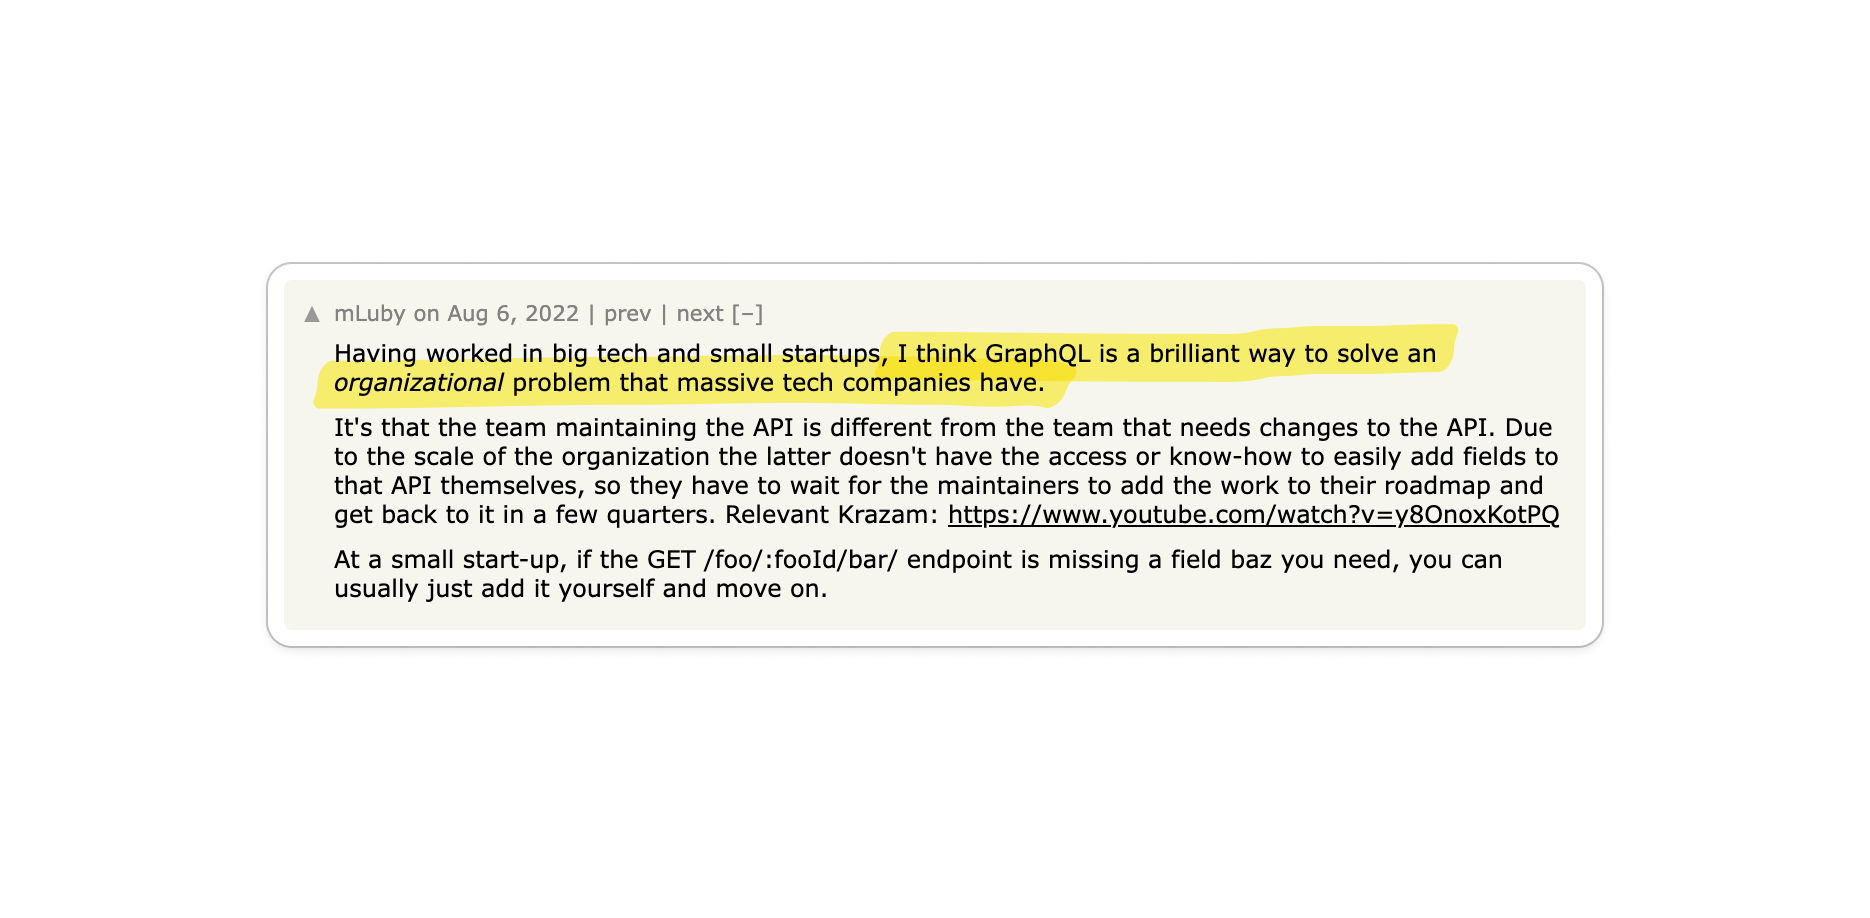 ▲ mLuby on Aug 6, 2022 | prev | next [–]
Having worked in big tech and small startups, I think GraphQL is a brilliant way to solve an
organizational problem that massive tech companies have.
It's that the team maintaining the API is different from the team that needs changes to the API. Due
to the scale of the organization the latter doesn't have the access or know-how to easily add fields to
that API themselves, so they have to wait for the maintainers to add the work to their roadmap and
get back to it in a few quarters. Relevant Krazam: https://www.youtube.com/watch?v=y8OnoxKotPQ
At a small start-up, if the GET /foo/:fooId/bar/ endpoint is missing a field baz you need, you can
usually just add it yourself and move on.